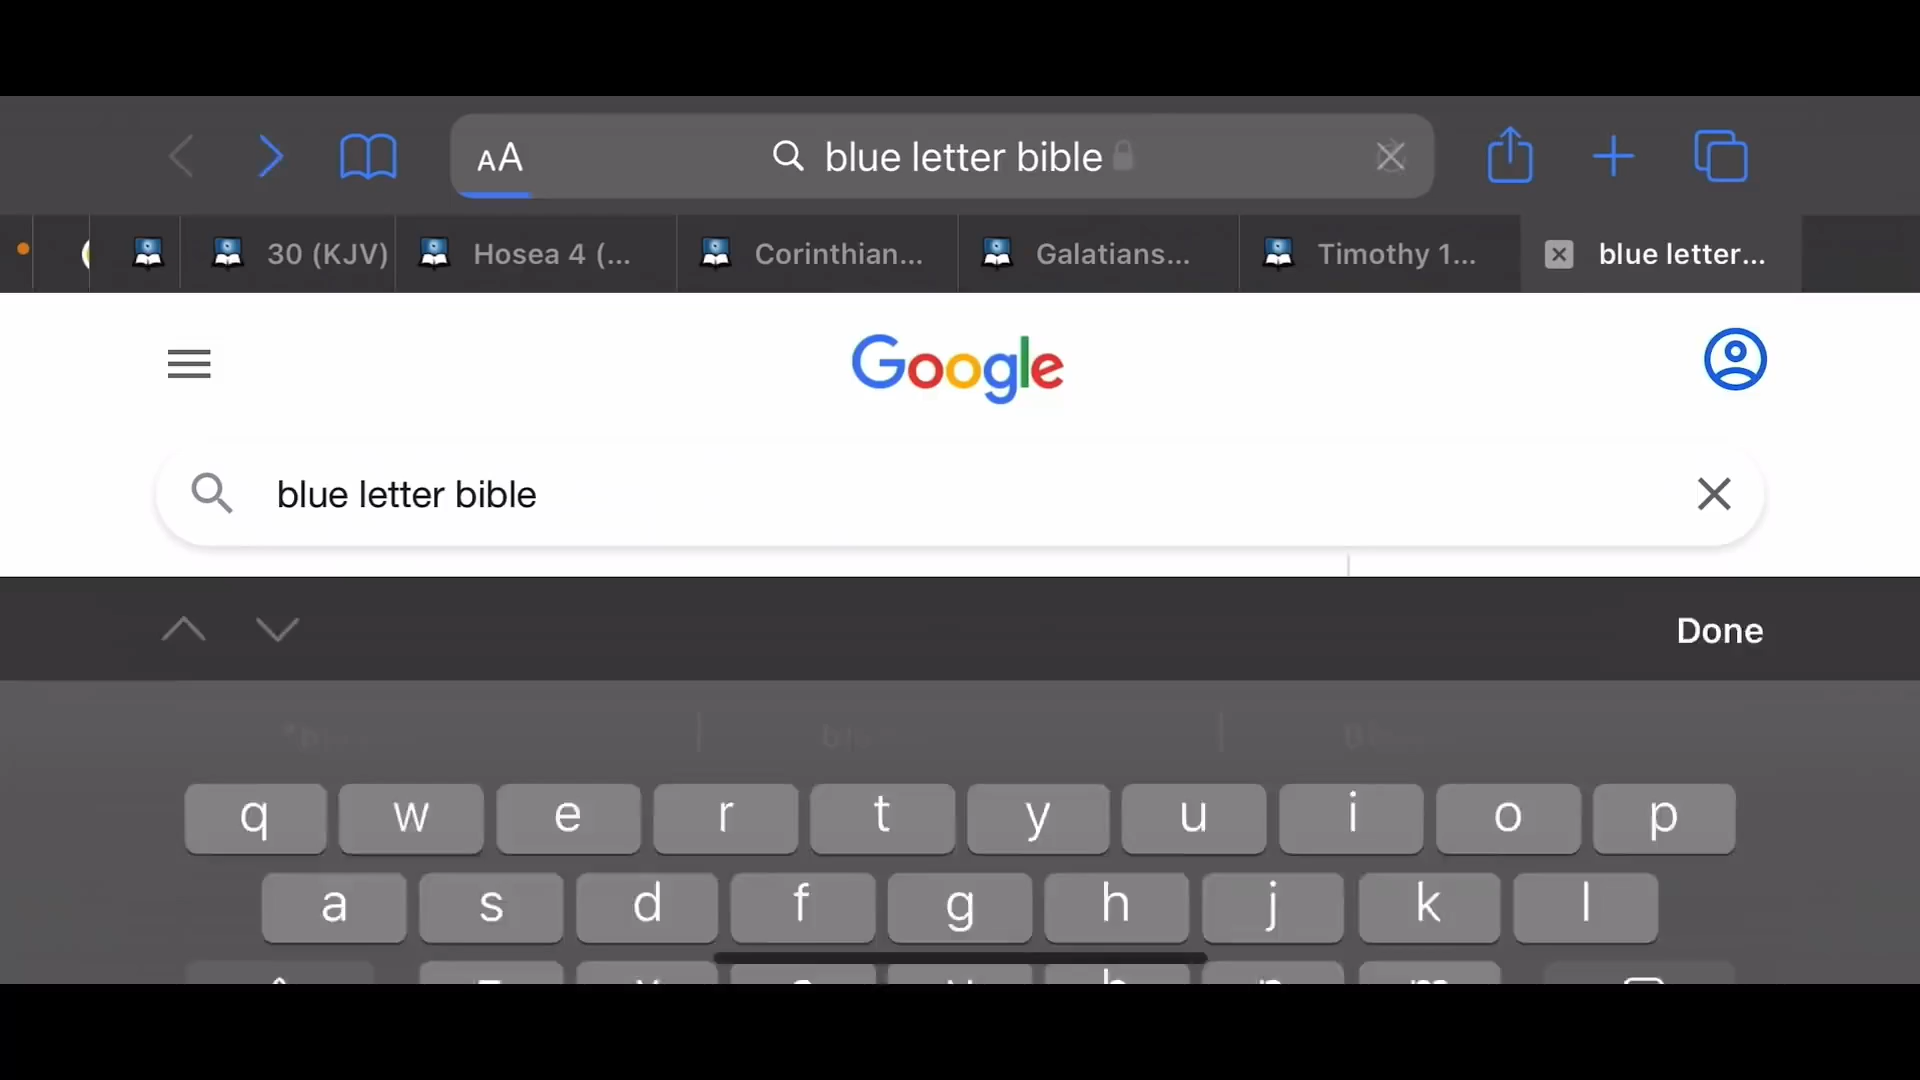 AA blue letter bible
30 (KJV) Hosea 4 (... Corinthian... Galatians... Timothy 1... blue letter...
Google
blue letter bible
Done
q w e r t y u i o p
a s d f g h j k l